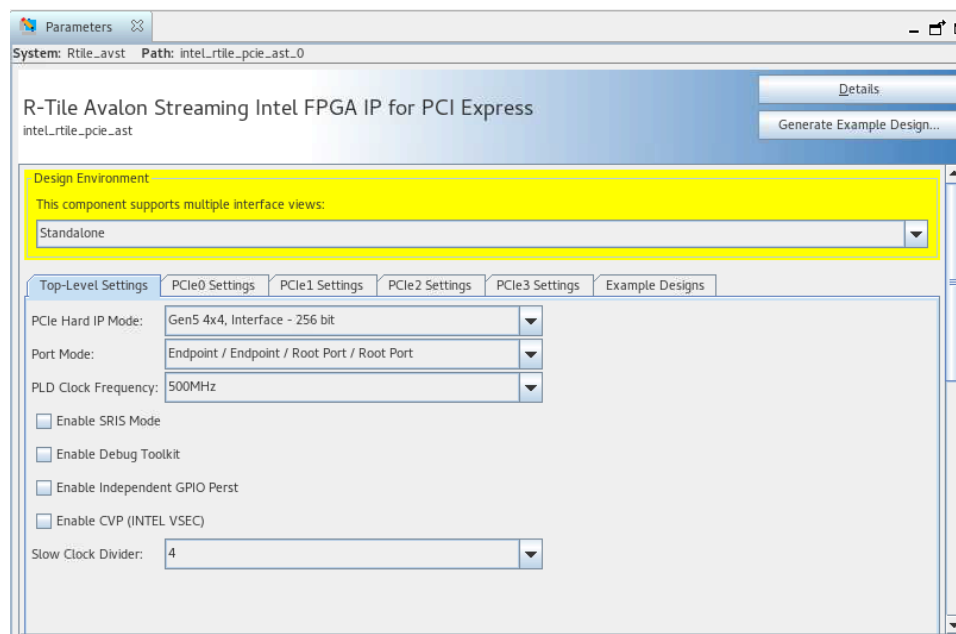 Parameters
System: Rtile_avst Path: intel_rtile_pcie_ast_0
R-Tile Avalon Streaming Intel FPGA IP for PCI Express
intel_rtile_pcie_ast
Details
Generate Example Design...
Design Environment
This component supports multiple interface views:
Standalone
Top-Level Settings PCIe0 Settings PCIe1 Settings PCIe2 Settings PCIe3 Settings Example Designs
PCIe Hard IP Mode: Gen5 4x4, Interface - 256 bit
Port Mode: Endpoint / Endpoint / Root Port / Root Port
PLD Clock Frequency: 500MHz
Enable SRIS Mode
Enable Debug Toolkit
Enable Independent GPIO Perst
Enable CVP (INTEL VSEC)
Slow Clock Divider: 4